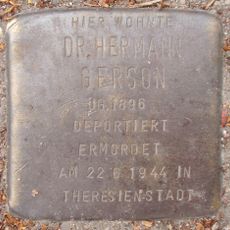 HIER WOHNTE
DR. HERMANN
GERSON
JG. 1896
DEPORTIERT
ERMORDET
AM 22.6.1944 IN
THERESIENSTADT